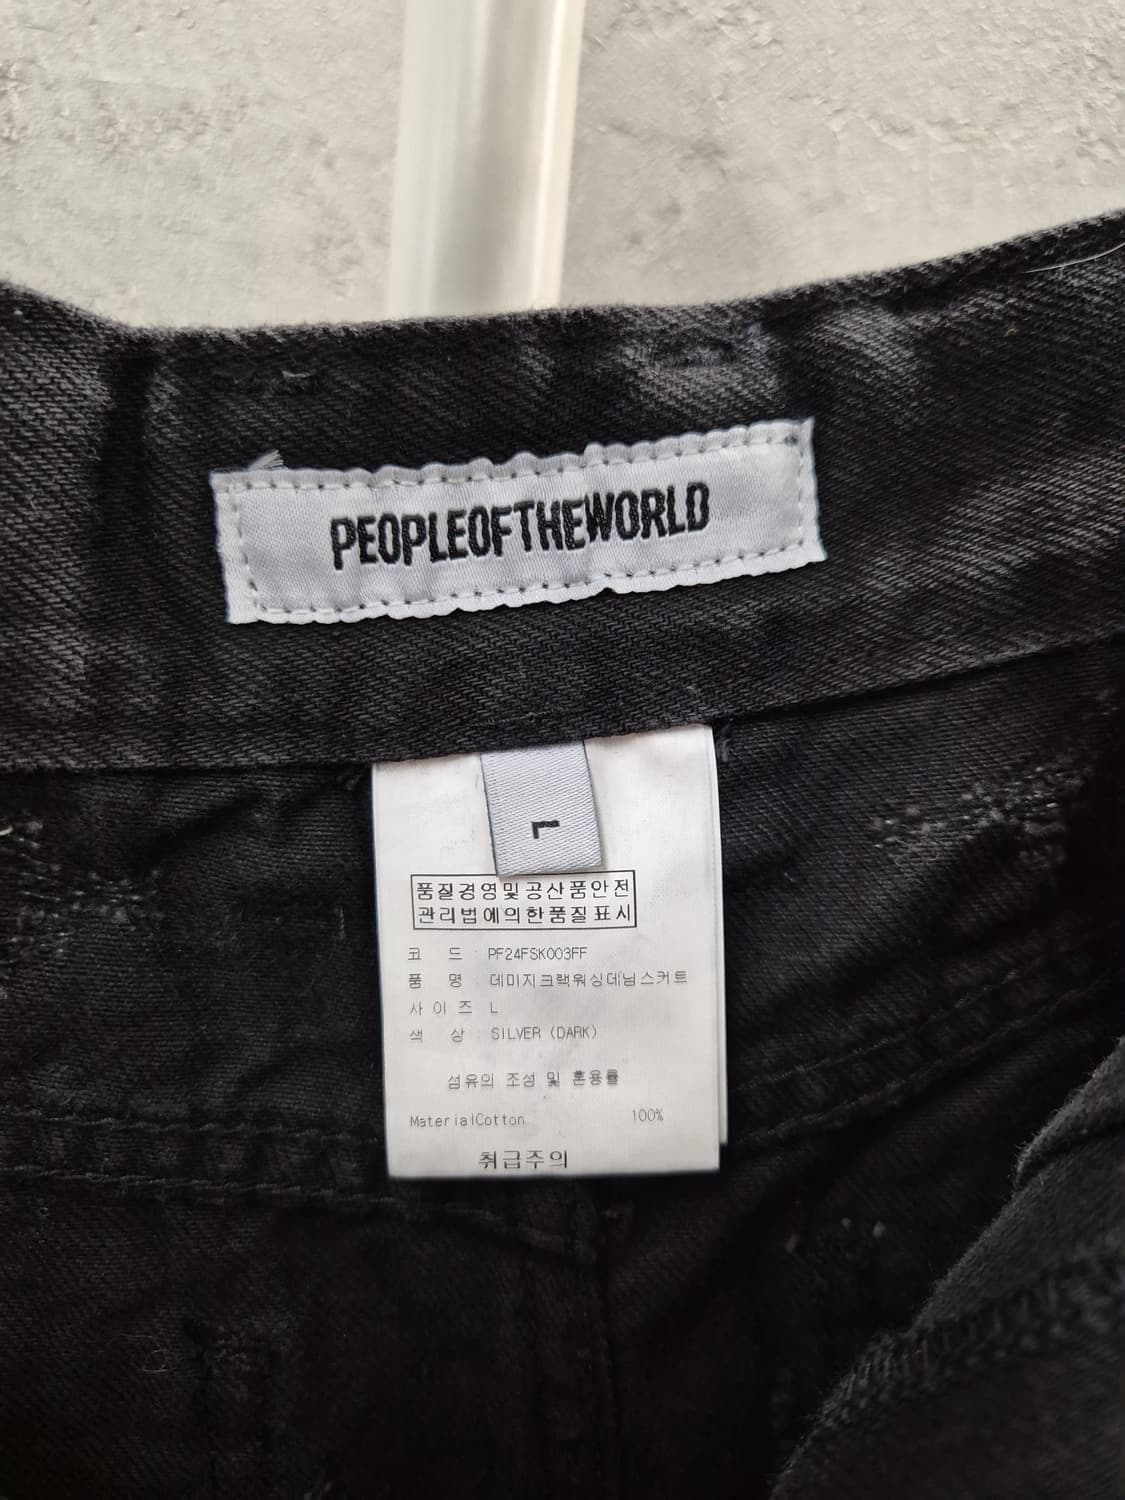 PEOPLEOFTHEWORLD
L
품질경영및공산품안전
관리법에의한품질표시
코 드 : PF24FSK003FF
품 명 : 데미지크랙워싱데님스커트
사 이 즈 : L
색 상 : SILVER (DARK)
섬유의 조성 및 혼용률
MaterialCotton 100%
취급주의